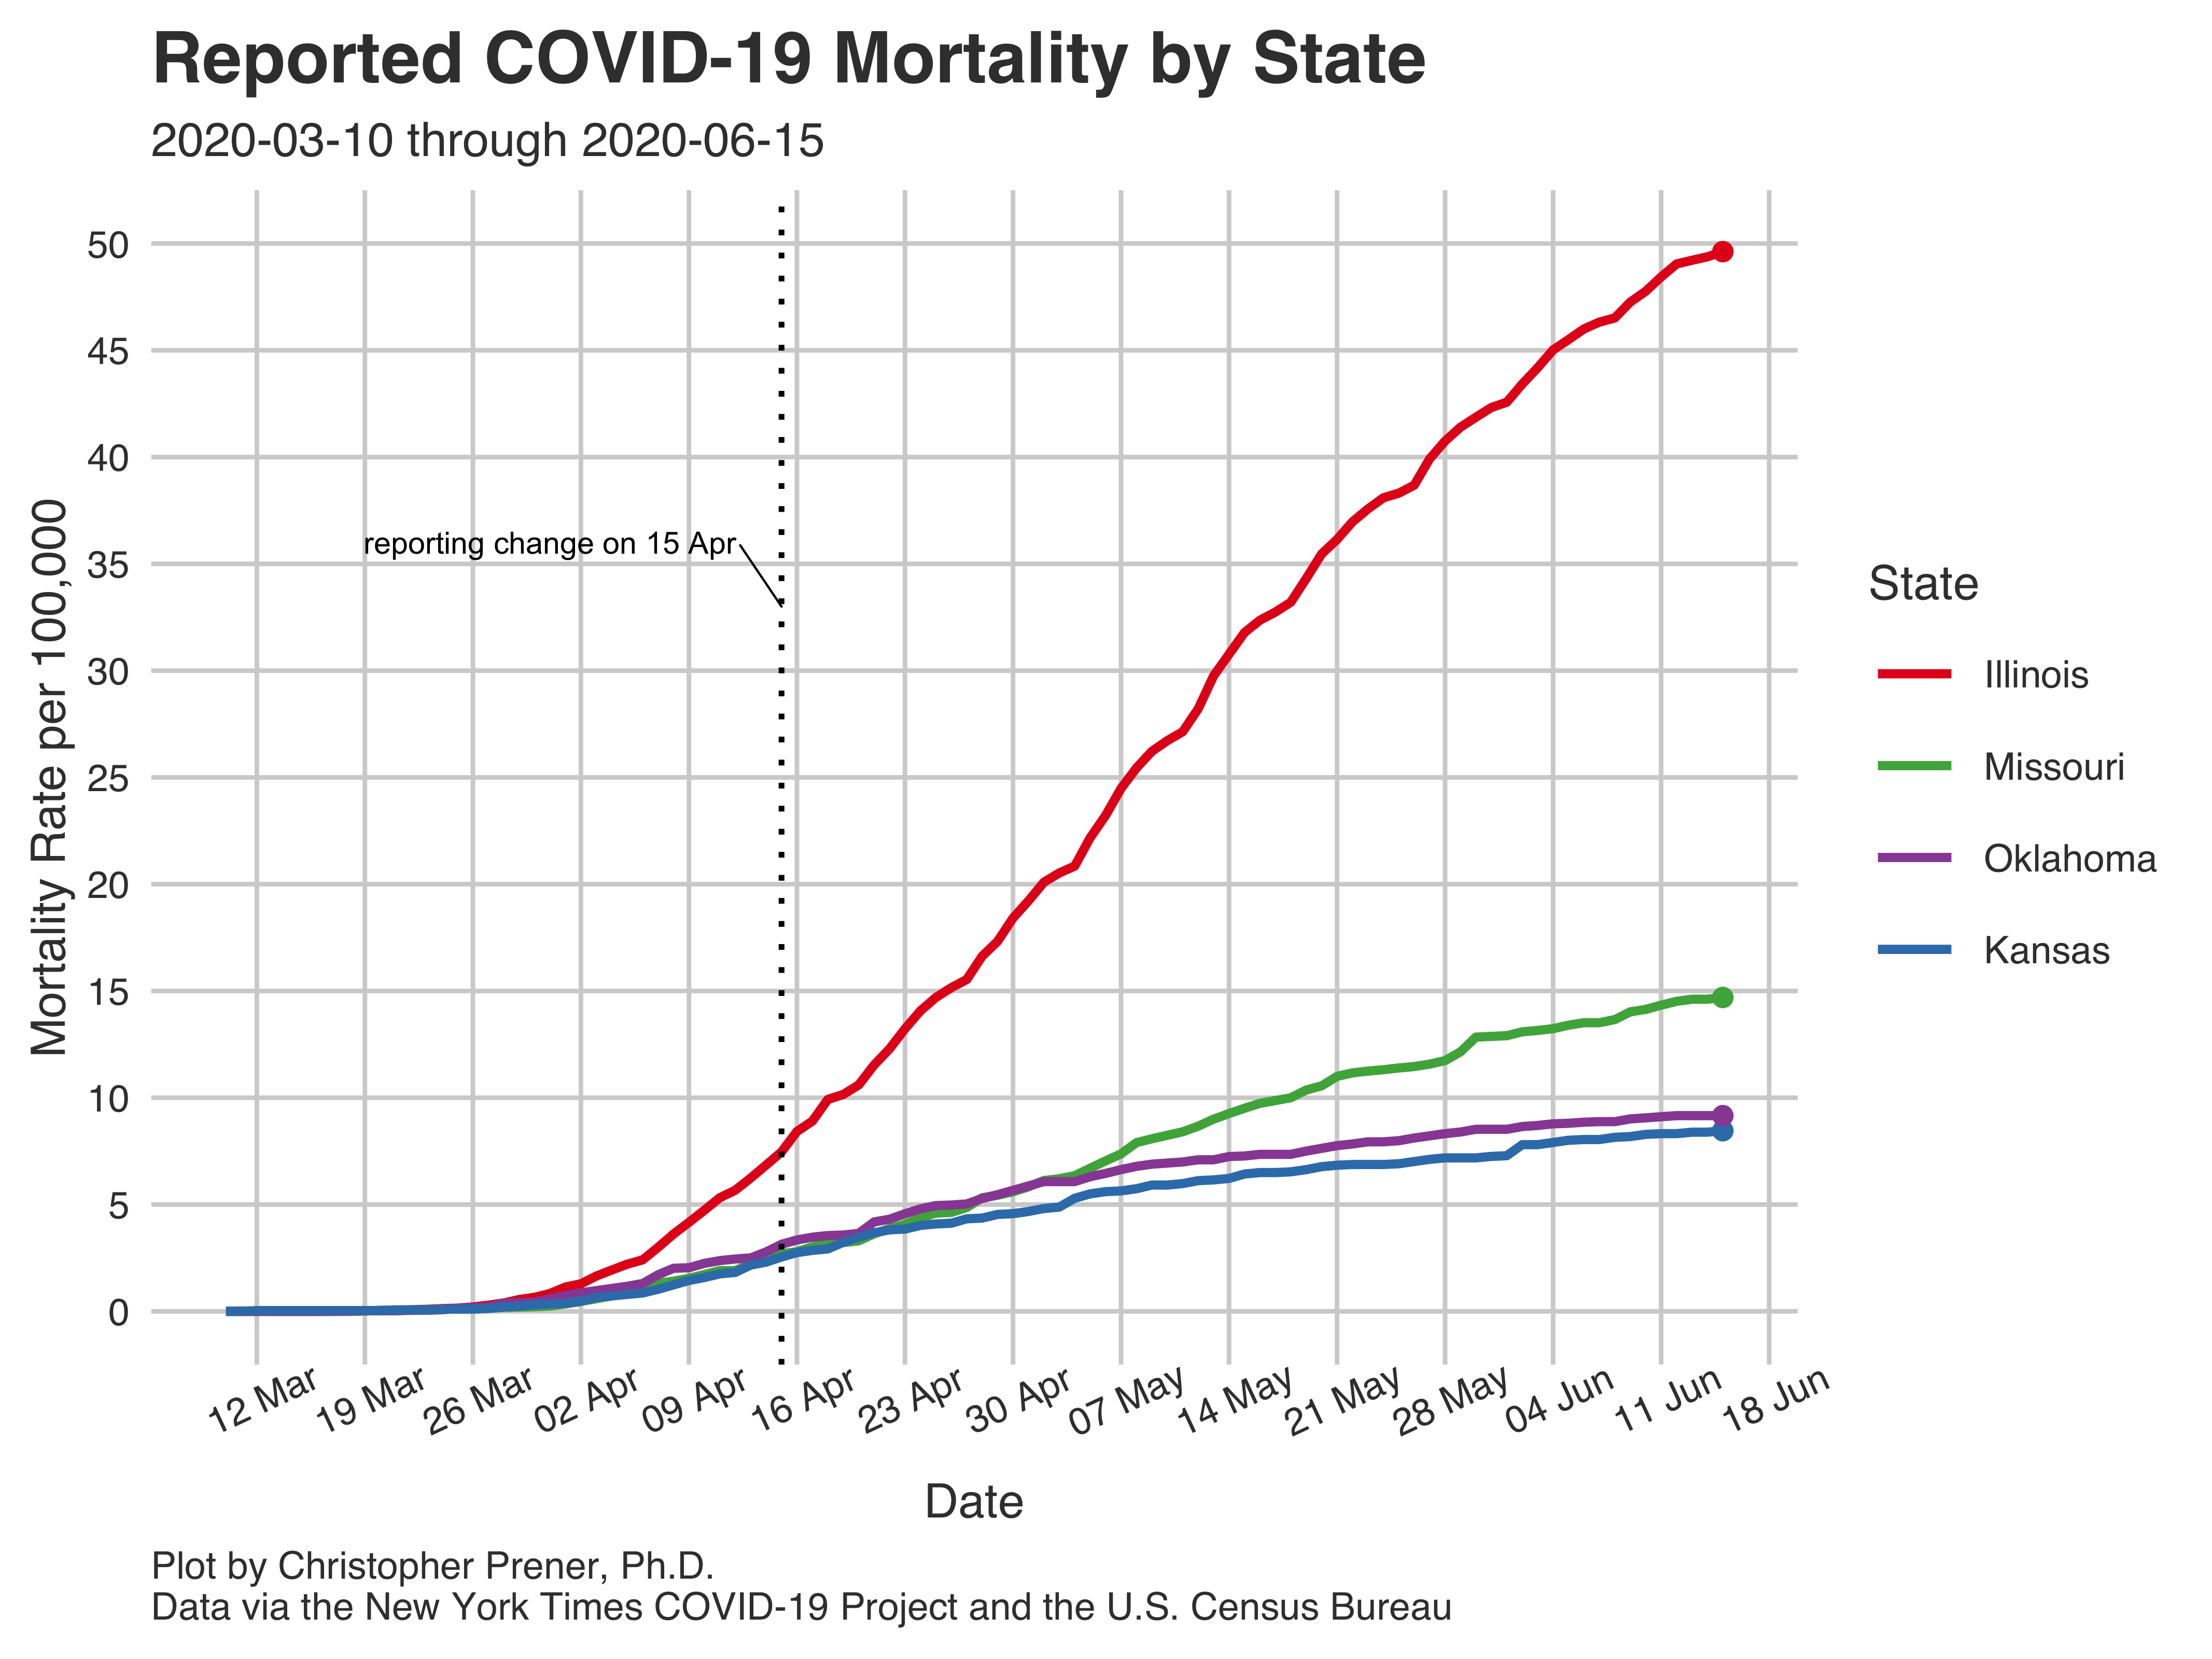 Reported COVID-19 Mortality by State
2020-03-10 through 2020-06-15
Mortality Rate per 100,000
50
45
40
35
30
25
20
15
10
5
0
reporting change on 15 Apr
12 Mar
19 Mar
26 Mar
02 Apr
09 Apr
16 Apr
23 Apr
30 Apr
07 May
14 May
21 May
28 May
04 Jun
11 Jun
18 Jun
Date
State
Illinois
Missouri
Oklahoma
Kansas
Plot by Christopher Prener, Ph.D.
Data via the New York Times COVID-19 Project and the U.S. Census Bureau